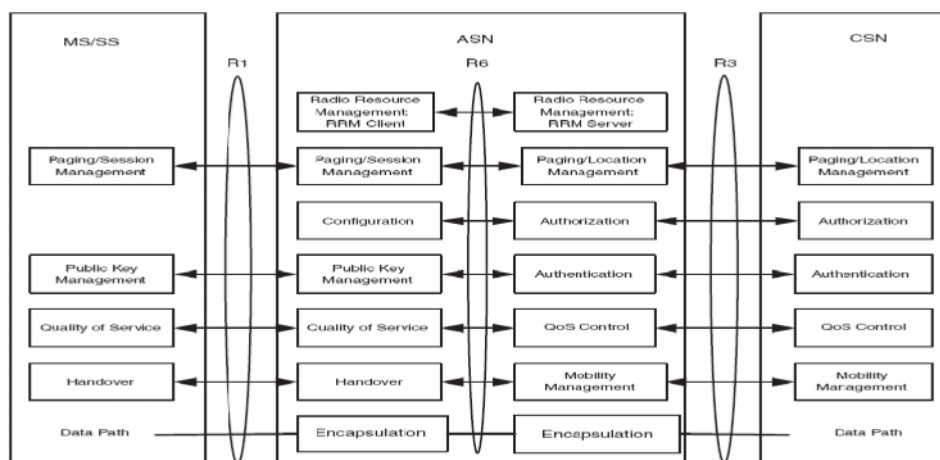 MS/SS
ASN
CSN
R1
R6
R3
Radio Resource
Management:
RRM Client
Radio Resource
Management:
RRM Server
Paging/Session
Management
Paging/Session
Management
Paging/Location
Management
Paging/Location
Management
Configuration
Authorization
Authorization
Public Key
Management
Public Key
Management
Authentication
Authentication
Quality of Service
Quality of Service
QoS Control
QoS Control
Handover
Handover
Mobility
Management
Mobility
Management
Data Path
Encapsulation
Encapsulation
Data Path